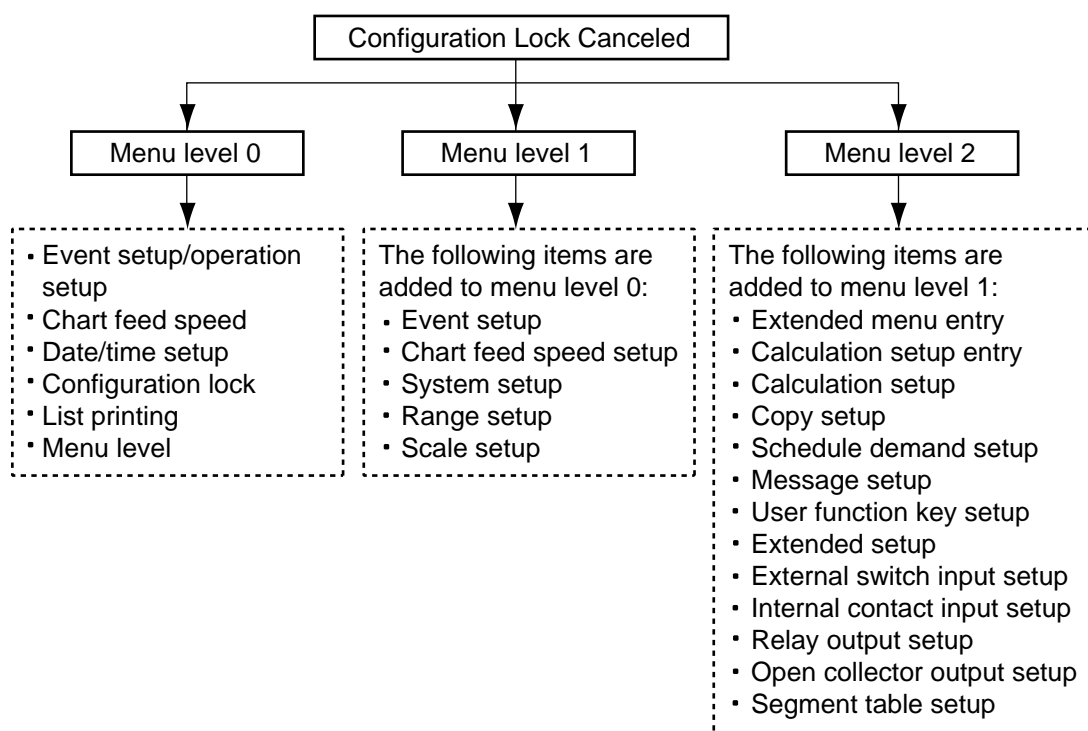 Configuration Lock Canceled
Menu level 0
Menu level 1
Menu level 2
・Event setup/operation
setup
・Chart feed speed
・Date/time setup
・Configuration lock
・List printing
・Menu level
The following items are
added to menu level 0:
・Event setup
・Chart feed speed setup
・System setup
・Range setup
・Scale setup
The following items are
added to menu level 1:
・Extended menu entry
・Calculation setup entry
・Calculation setup
・Copy setup
・Schedule demand setup
・Message setup
・User function key setup
・Extended setup
・External switch input setup
・Internal contact input setup
・Relay output setup
・Open collector output setup
・Segment table setup